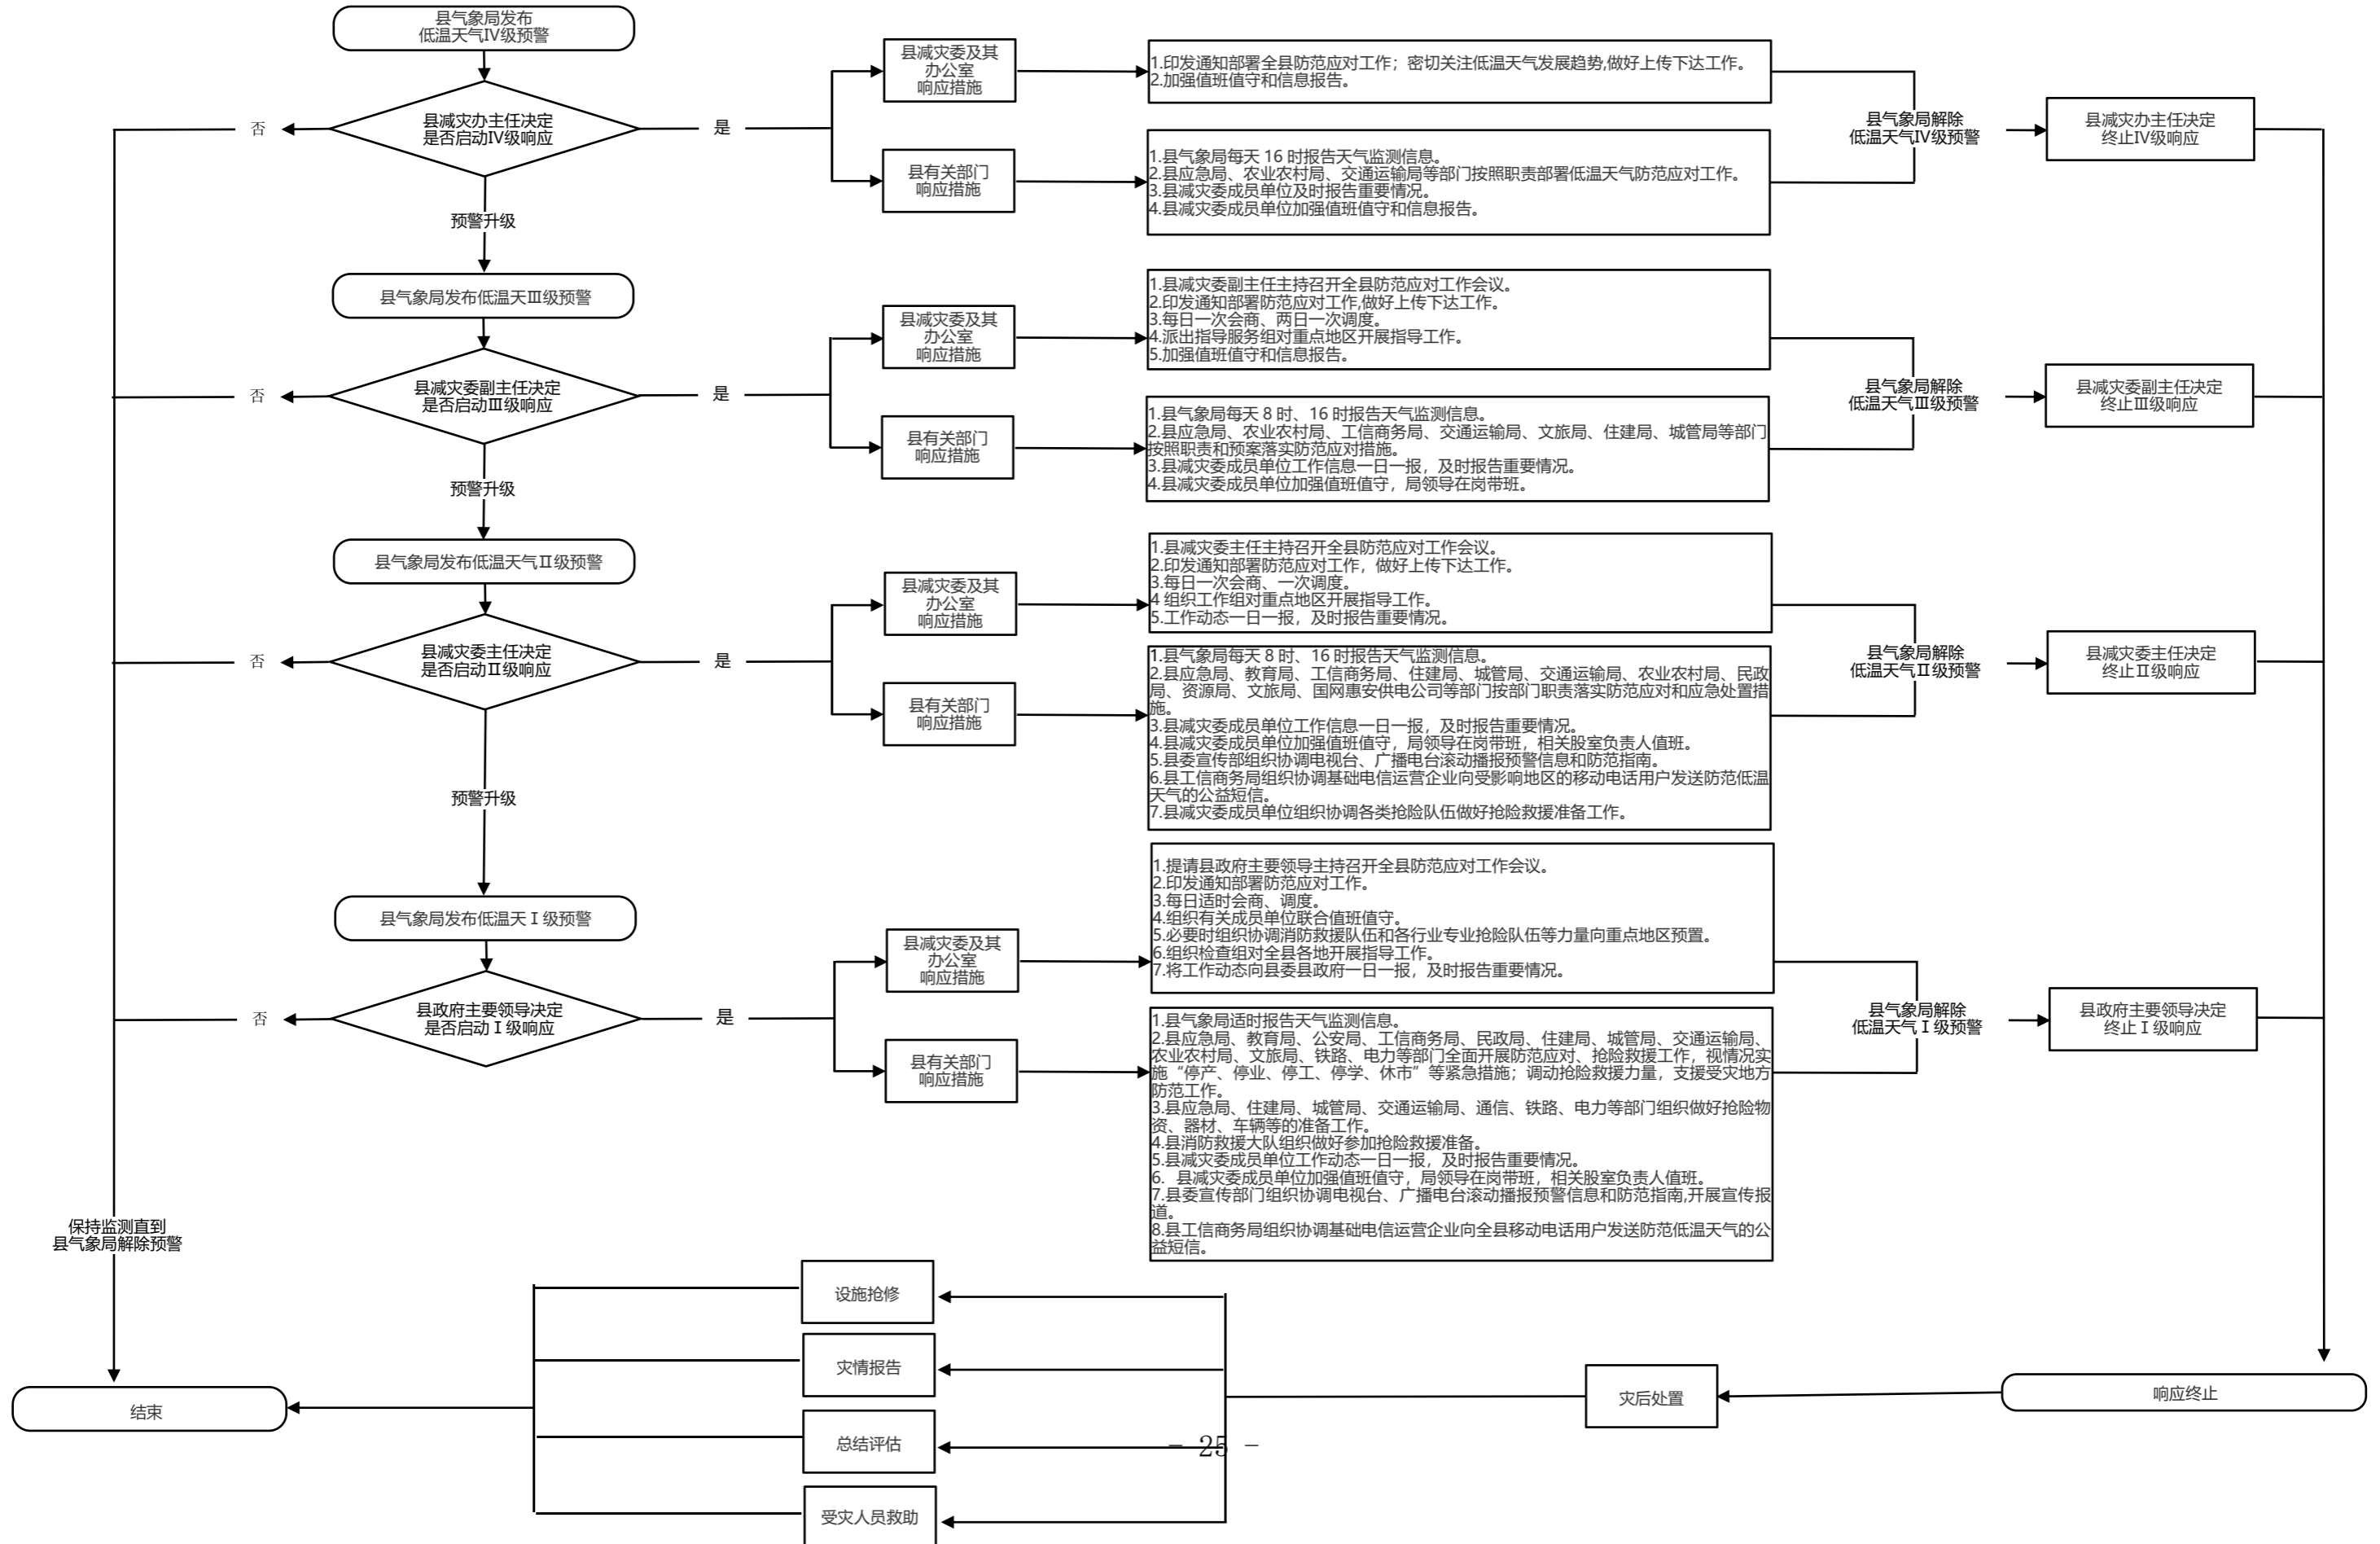 县气象局发布
低温天气Ⅳ级预警
县减灾办主任决定
是否启动Ⅳ级响应
否
是
县减灾委及其
办公室
响应措施
1.印发通知部署全县防范应对工作；密切关注低温天气发展趋势,做好上传下达工作。
2.加强值班值守和信息报告。
县有关部门
响应措施
1.县气象局每天 16 时报告天气监测信息。
2.县应急局、农业农村局、交通运输局等部门按照职责部署低温天气防范应对工作。
3.县减灾委成员单位及时报告重要情况。
4.县减灾委成员单位加强值班值守和信息报告。
县气象局解除
低温天气Ⅳ级预警
县减灾办主任决定
终止Ⅳ级响应
预警升级
县气象局发布低温天Ⅲ级预警
县减灾委副主任决定
是否启动Ⅲ级响应
否
是
县减灾委及其
办公室
响应措施
1.县减灾委副主任主持召开全县防范应对工作会议。
2.印发通知部署防范应对工作,做好上传下达工作。
3.每日一次会商、两日一次调度。
4.派出指导服务组对重点地区开展指导工作。
5.加强值班值守和信息报告。
县有关部门
响应措施
1.县气象局每天 8 时、16 时报告天气监测信息。
2.县应急局、农业农村局、工信商务局、交通运输局、文旅局、住建局、城管局等部门
按照职责和预案落实防范应对措施。
3.县减灾委成员单位工作信息一日一报，及时报告重要情况。
4.县减灾委成员单位加强值班值守，局领导在岗带班。
县气象局解除
低温天气Ⅲ级预警
县减灾委副主任决定
终止Ⅲ级响应
预警升级
县气象局发布低温天气Ⅱ级预警
县减灾委主任决定
是否启动Ⅱ级响应
否
是
县减灾委及其
办公室
响应措施
1.县减灾委主任主持召开全县防范应对工作会议。
2.印发通知部署防范应对工作，做好上传下达工作。
3.每日一次会商、一次调度。
4 组织工作组对重点地区开展指导工作。
5.工作动态一日一报，及时报告重要情况。
县有关部门
响应措施
1.县气象局每天 8 时、16 时报告天气监测信息。
2.县应急局、教育局、工信商务局、住建局、城管局、交通运输局、农业农村局、民政
局、资源局、文旅局、国网惠安供电公司等部门按部门职责落实防范应对和应急处置措
施。
3.县减灾委成员单位工作信息一日一报，及时报告重要情况。
4.县减灾委成员单位加强值班值守，局领导在岗带班，相关股室负责人值班。
5.县委宣传部组织协调电视台、广播电台滚动播报预警信息和防范指南。
6.县工信商务局组织协调基础电信运营企业向受影响地区的移动电话用户发送防范低温
天气的公益短信。
7.县减灾委成员单位组织协调各类抢险队伍做好抢险救援准备工作。
县气象局解除
低温天气Ⅱ级预警
县减灾委主任决定
终止Ⅱ级响应
预警升级
县气象局发布低温天Ⅰ级预警
县政府主要领导决定
是否启动Ⅰ级响应
否
是
县减灾委及其
办公室
响应措施
1.提请县政府主要领导主持召开全县防范应对工作会议。
2.印发通知部署防范应对工作。
3.每日适时会商、调度。
4.组织有关成员单位联合值班值守。
5.必要时组织协调消防救援队伍和各行业专业抢险队伍等力量向重点地区预置。
6.组织检查组对全县各地开展指导工作。
7.将工作动态向县委县政府一日一报，及时报告重要情况。
县有关部门
响应措施
1.县气象局适时报告天气监测信息。
2.县应急局、教育局、公安局、工信商务局、民政局、住建局、城管局、交通运输局、
农业农村局、文旅局、铁路、电力等部门全面开展防范应对、抢险救援工作，视情况实
施“停产、停业、停工、停学、休市”等紧急措施；调动抢险救援力量，支援受灾地方
防范工作。
3.县应急局、住建局、城管局、交通运输局、通信、铁路、电力等部门组织做好抢险物
资、器材、车辆等的准备工作。
4.县消防救援大队组织做好参加抢险救援准备。
5.县减灾委成员单位工作动态一日一报，及时报告重要情况。
6. 县减灾委成员单位加强值班值守，局领导在岗带班，相关股室负责人值班。
7.县委宣传部门组织协调电视台、广播电台滚动播报预警信息和防范指南,开展宣传报
道。
8.县工信商务局组织协调基础电信运营企业向全县移动电话用户发送防范低温天气的公
益短信。
县气象局解除
低温天气Ⅰ级预警
县政府主要领导决定
终止Ⅰ级响应
保持监测直到
县气象局解除预警
设施抢修
灾情报告
总结评估
受灾人员救助
结束
灾后处置
响应终止
－ 25 －